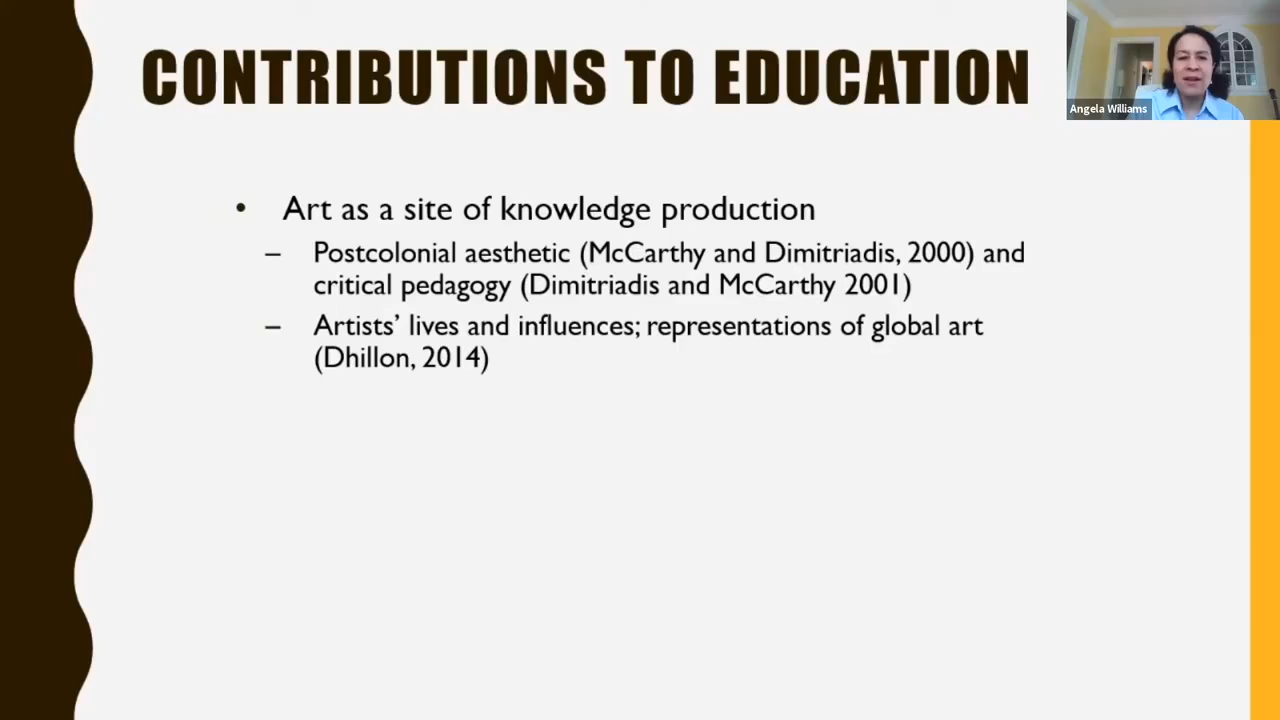 CONTRIBUTIONS TO EDUCATION
Angela Williams
• Art as a site of knowledge production
– Postcolonial aesthetic (McCarthy and Dimitriadis, 2000) and
critical pedagogy (Dimitriadis and McCarthy 2001)
– Artists’ lives and influences; representations of global art
(Dhillon, 2014)